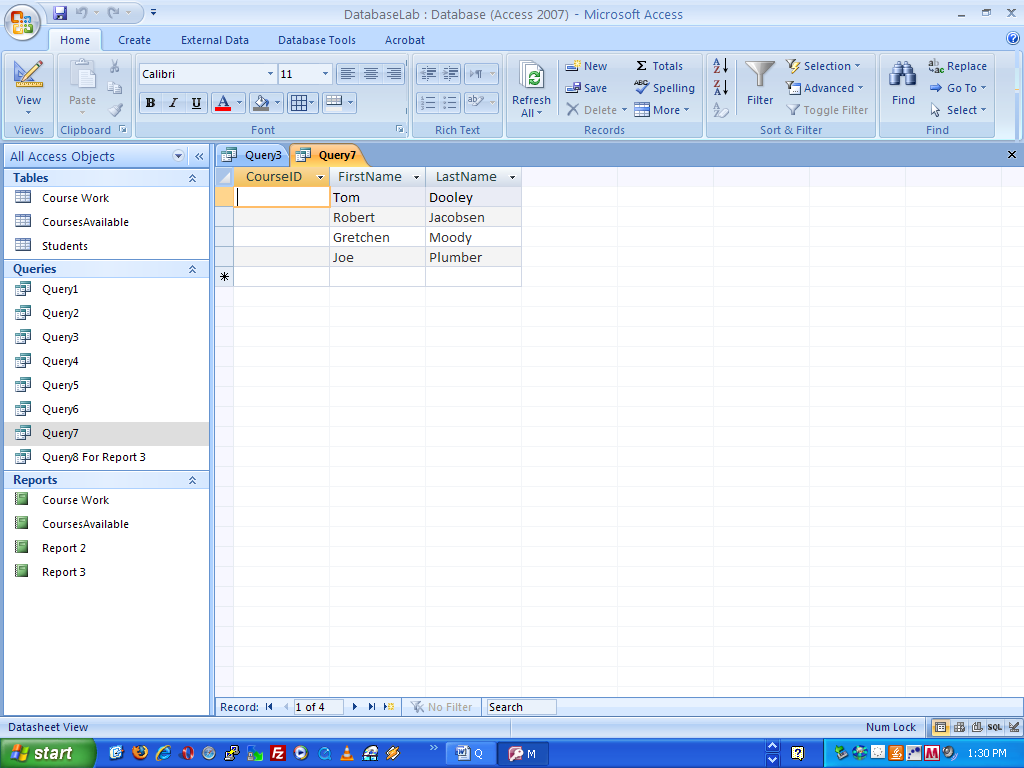 DatabaseLab : Database (Access 2007) - Microsoft Access
Home Create External Data Database Tools Acrobat
View
Views
Paste
Clipboard
Calibri 11
B I U A
Font
Rich Text
Refresh All
New Totals
Save Spelling
Delete More
Records
Filter
Selection
Advanced
Toggle Filter
Sort & Filter
Find
Replace
Go To
Select
Find
All Access Objects
Tables
Course Work
CoursesAvailable
Students
Queries
Query1
Query2
Query3
Query4
Query5
Query6
Query7
Query8 For Report 3
Reports
Course Work
CoursesAvailable
Report 2
Report 3
Query3 Query7
CourseID FirstName LastName
Tom Dooley
Robert Jacobsen
Gretchen Moody
Joe Plumber
Record: 1 of 4 No Filter Search
Datasheet View Num Lock SQL
start Q M 1:30 PM